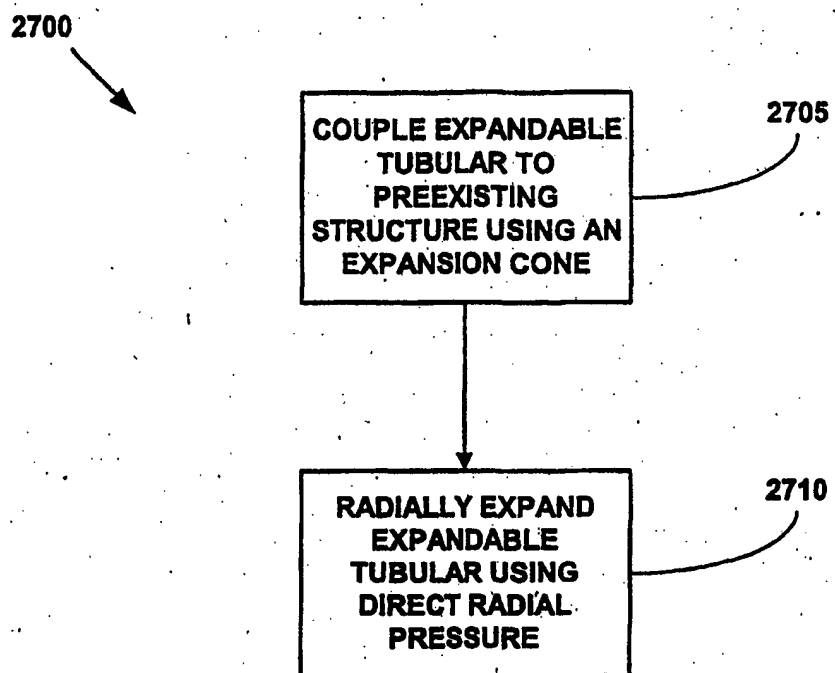 2700
COUPLE EXPANDABLE
TUBULAR TO
PREEXISTING
STRUCTURE USING AN
EXPANSION CONE
2705
RADIALLY EXPAND
EXPANDABLE
TUBULAR USING
DIRECT RADIAL
PRESSURE
2710